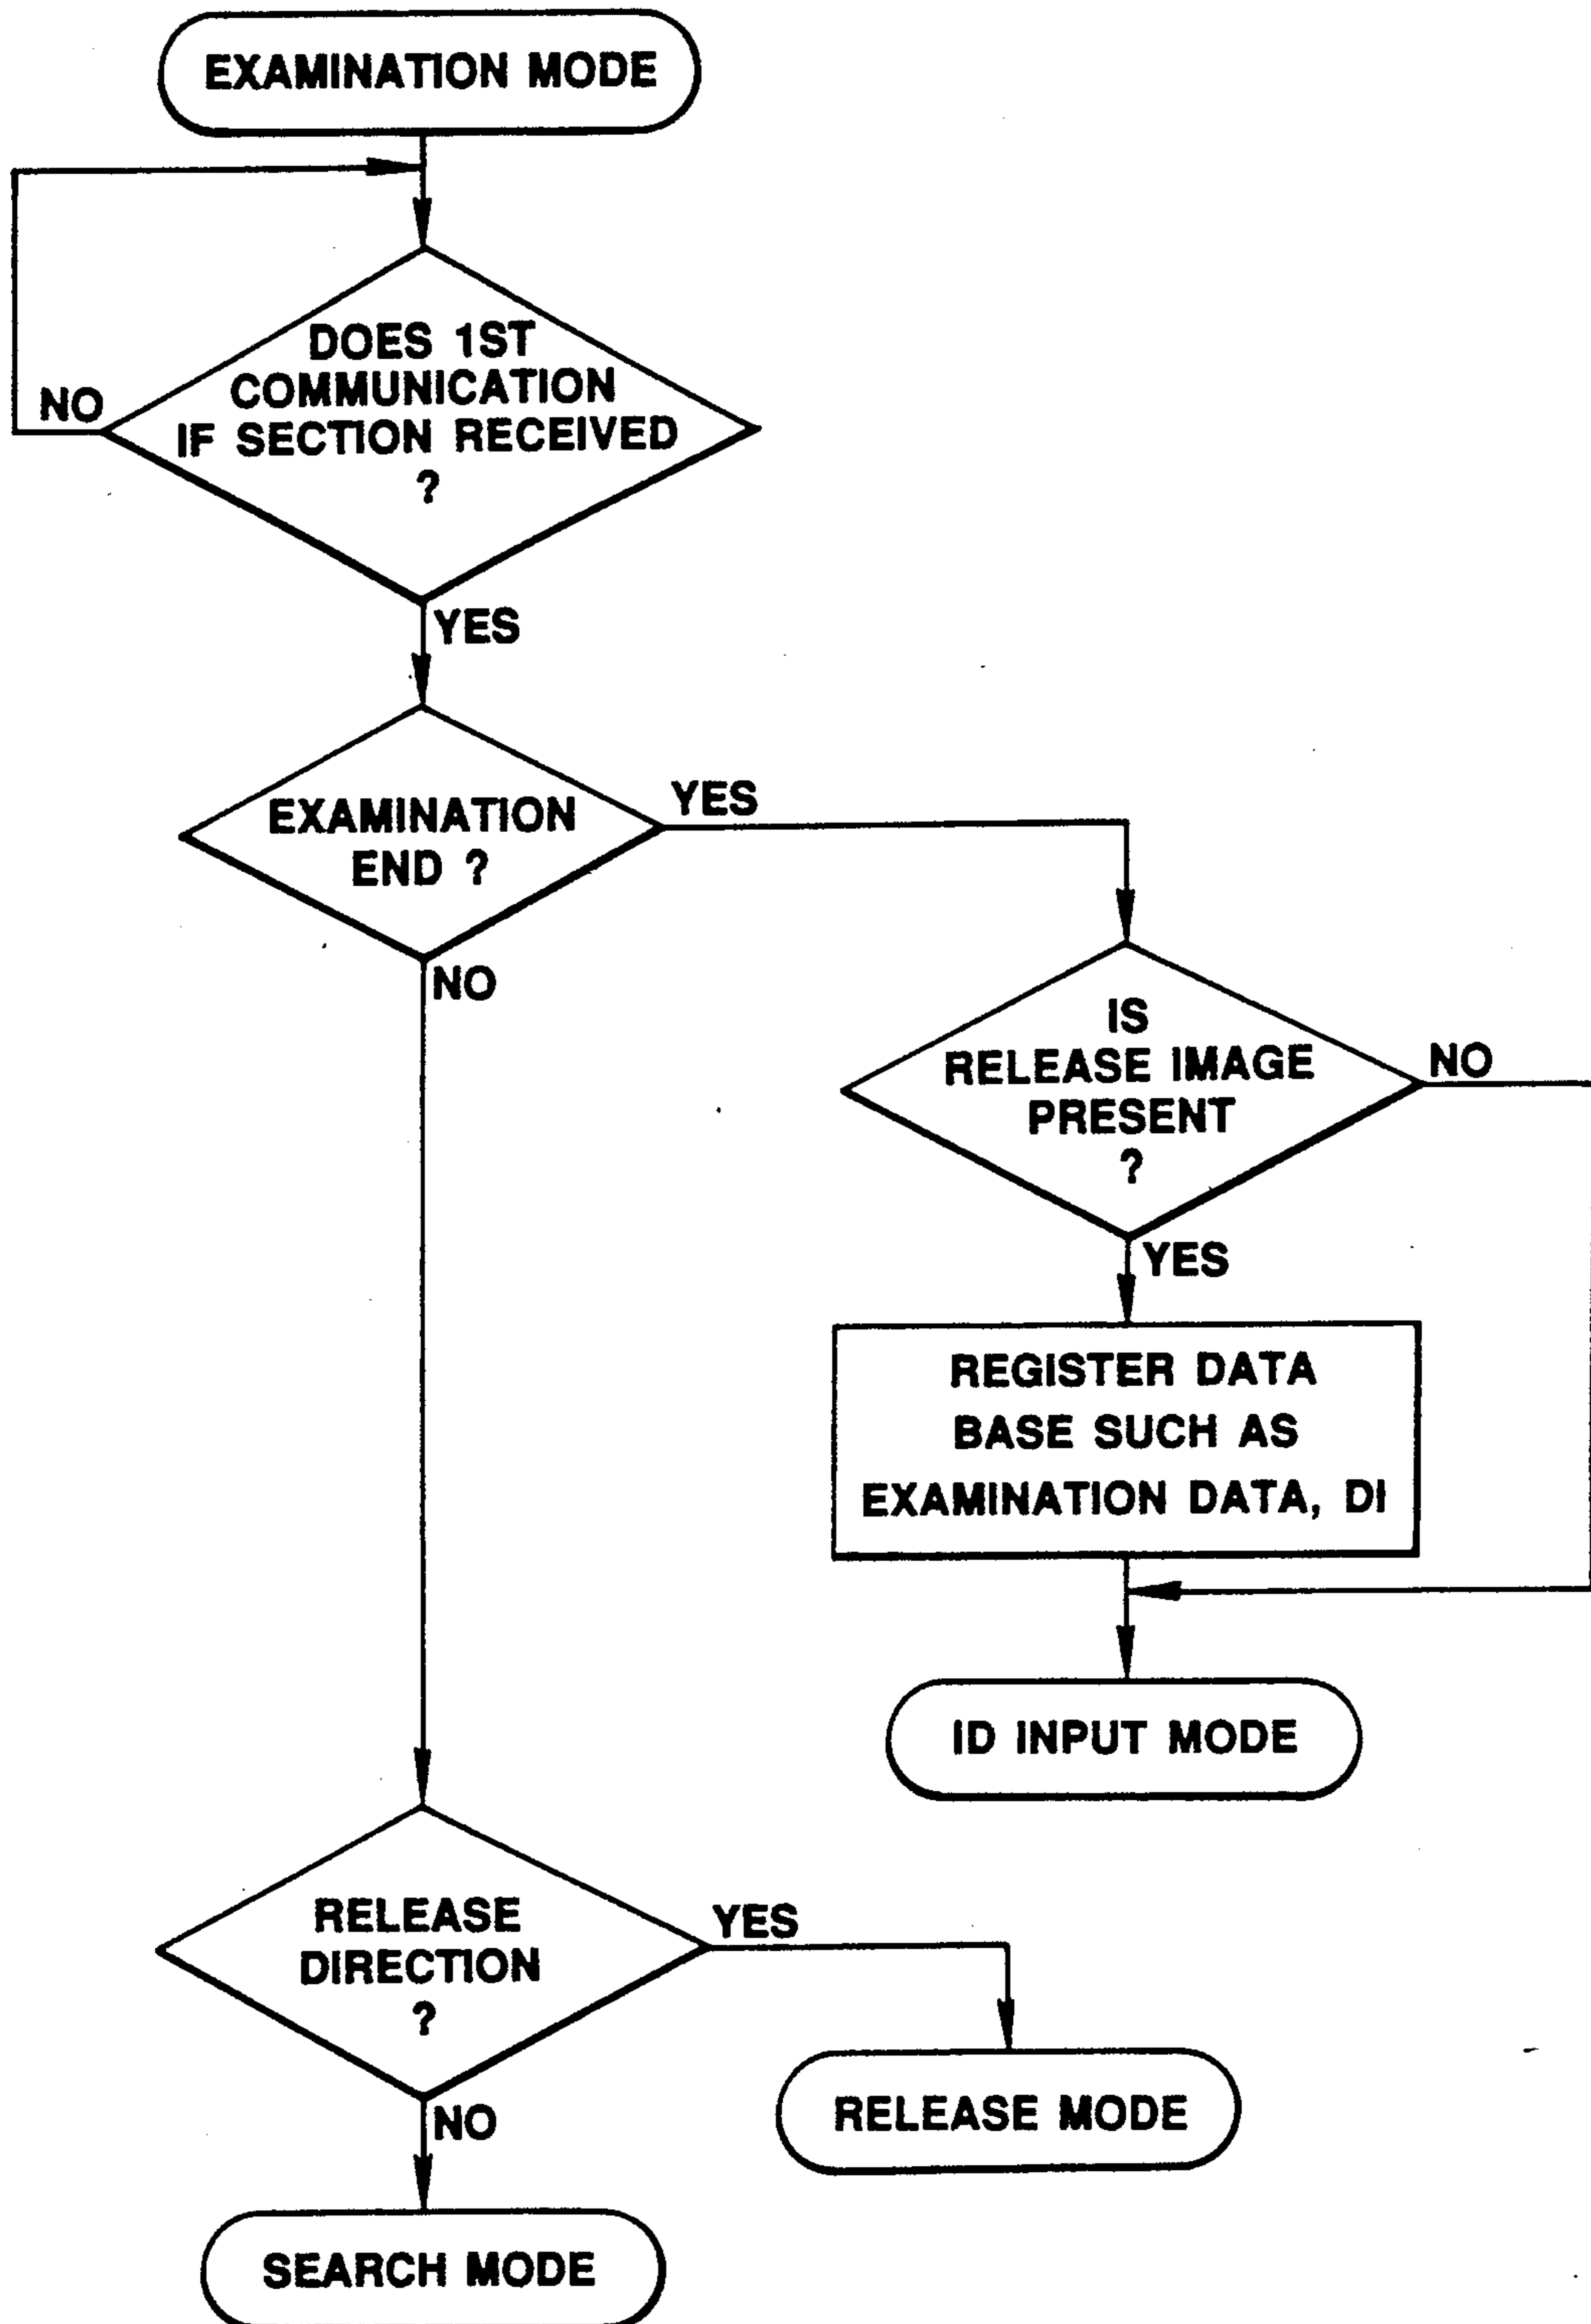 EXAMINATION MODE
DOES 1ST
COMMUNICATION
IF SECTION RECEIVED
?
NO
YES
EXAMINATION
END ?
YES
NO
IS
RELEASE IMAGE
PRESENT
?
NO
YES
REGISTER DATA
BASE SUCH AS
EXAMINATION DATA, DI
ID INPUT MODE
RELEASE
DIRECTION
?
YES
NO
RELEASE MODE
SEARCH MODE